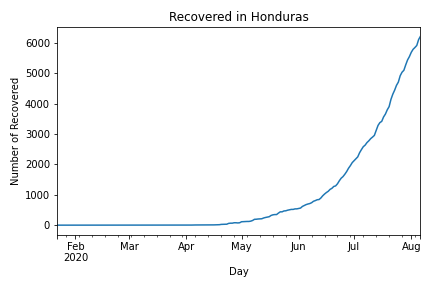 Recovered in Honduras
Number of Recovered
6000
5000
4000
3000
2000
1000
0
Feb Mar Apr May Jun Jul Aug
2020
Day